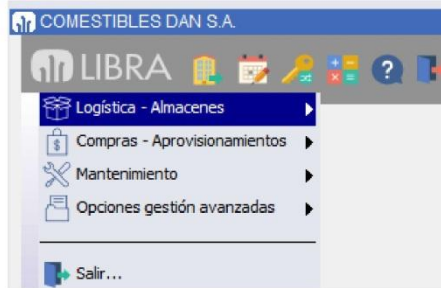 COMESTIBLES DAN S.A.
LIBRA
Logística - Almacenes
Compras - Aprovisionamientos
Mantenimiento
Opciones gestión avanzadas
Salir...